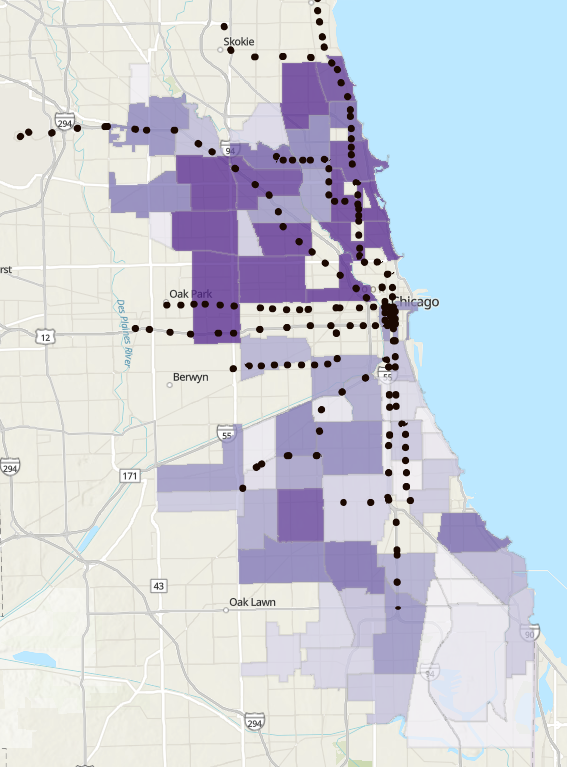 Skokie
294
94
rst
Oak Park
Chicago
Des Plaines River
12
Berwyn
55
55
294
171
43
Oak Lawn
90
94
294